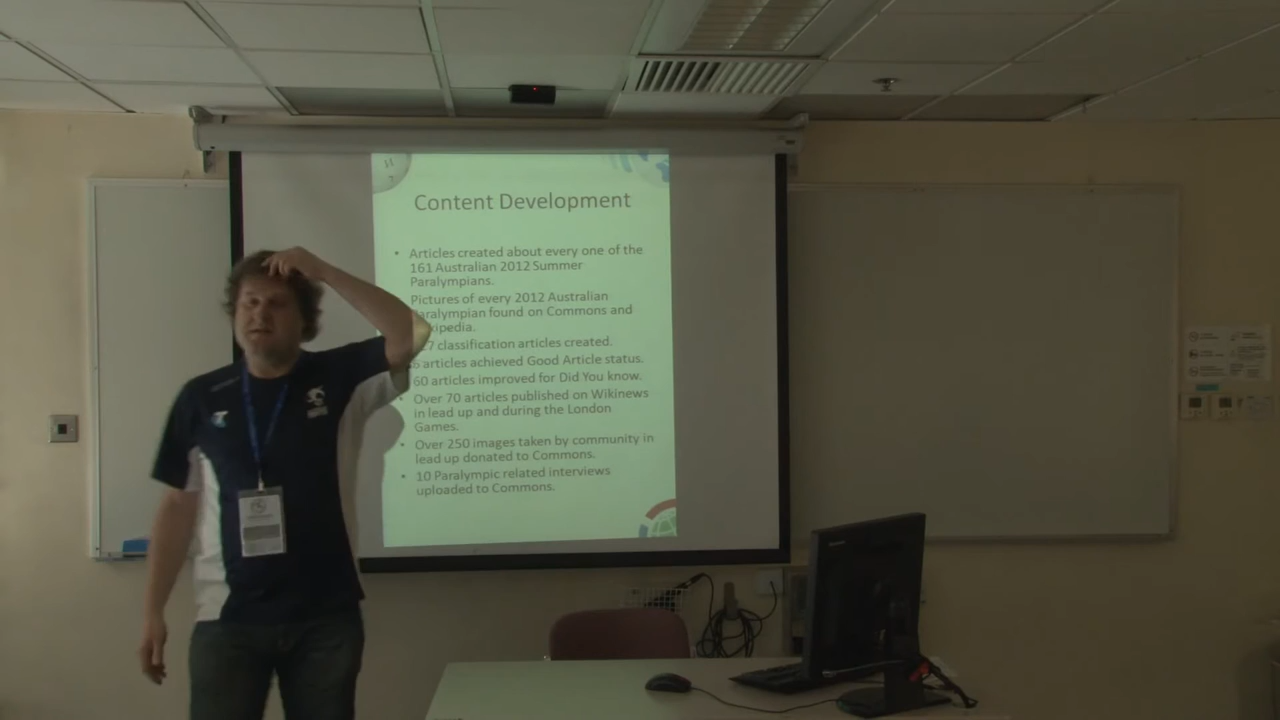 Content Development
• Articles created about every one of the
161 Australian 2012 Summer
Paralympians.
Pictures of every 2012 Australian
Paralympian found on Commons and
kipedia.
27 classification articles created.
articles achieved Good Article status.
60 articles improved for Did You know.
• Over 70 articles published on Wikinews
in lead up and during the London
Games.
• Over 250 images taken by community in
lead up donated to Commons.
• 10 Paralympic related interviews
uploaded to Commons.